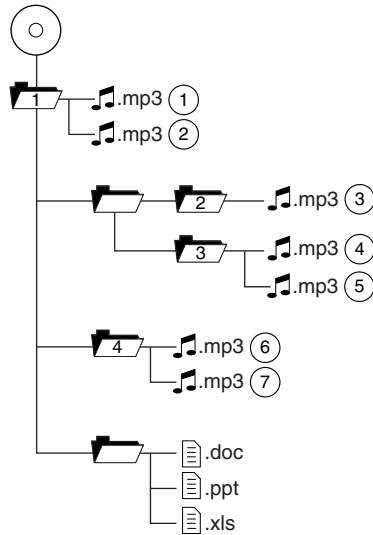 1 .mp3 1
.mp3 2
2 .mp3 3
3 .mp3 4
.mp3 5
4 .mp3 6
.mp3 7
.doc
.ppt
.xls